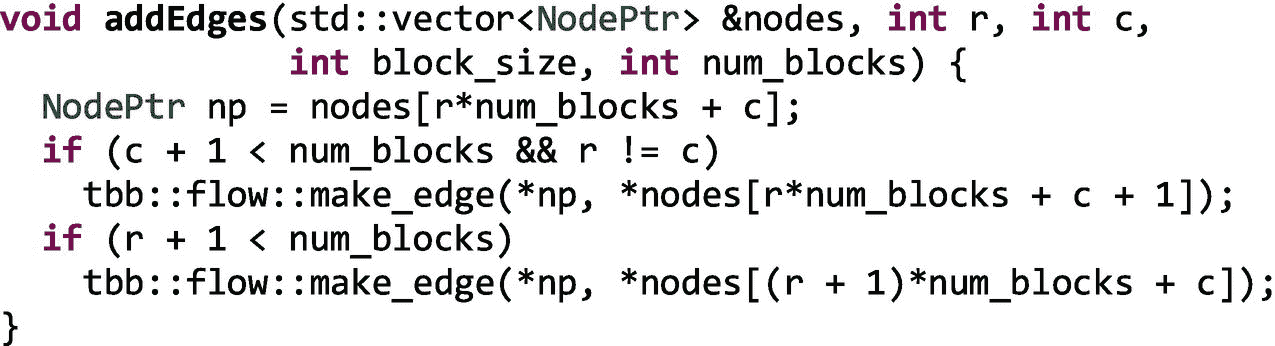 void addEdges(std::vector<NodePtr> &nodes, int r, int c,
              int block_size, int num_blocks) {
  NodePtr np = nodes[r*num_blocks + c];
  if (c + 1 < num_blocks && r != c)
    tbb::flow::make_edge(*np, *nodes[r*num_blocks + c + 1]);
  if (r + 1 < num_blocks)
    tbb::flow::make_edge(*np, *nodes[(r + 1)*num_blocks + c]);
}